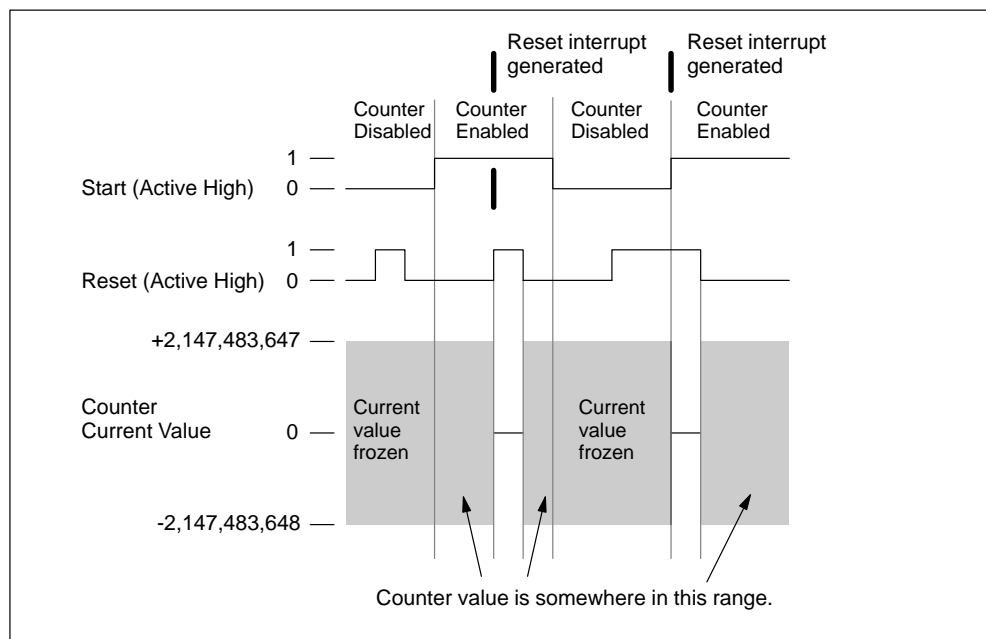 Reset interrupt
generated
Reset interrupt
generated
Counter
Disabled
Counter
Enabled
Counter
Disabled
Counter
Enabled
1
Start (Active High) 0
1
Reset (Active High) 0
+2,147,483,647
Counter
Current Value 0
Current
value
frozen
Current
value
frozen
-2,147,483,648
Counter value is somewhere in this range.